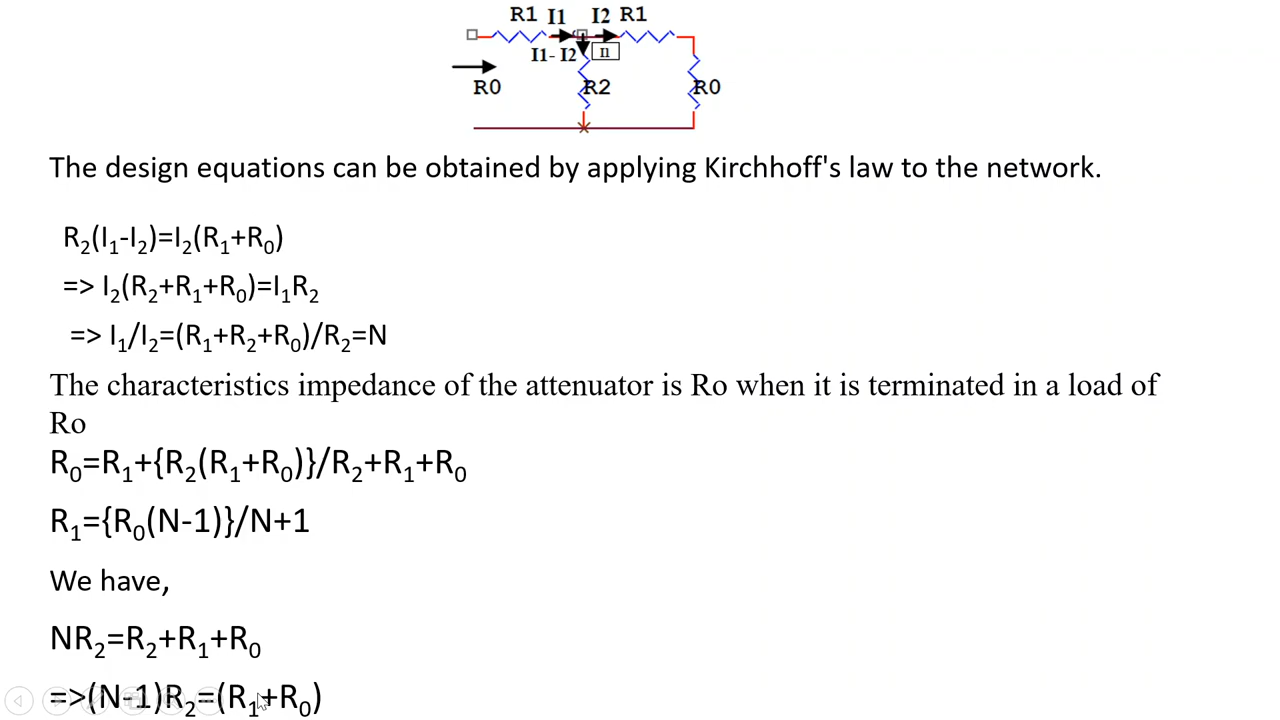 R1 I1 I2 R1
I1- I2 n
R0 R2 R0
The design equations can be obtained by applying Kirchhoff's law to the network.
R₂(I₁-I₂)=I₂(R₁+R₀)
=> I₂(R₂+R₁+R₀)=I₁R₂
=> I₁/I₂=(R₁+R₂+R₀)/R₂=N
The characteristics impedance of the attenuator is Ro when it is terminated in a load of
Ro
R₀=R₁+{R₂(R₁+R₀)}/R₂+R₁+R₀
R₁={R₀(N-1)}/N+1
We have,
NR₂=R₂+R₁+R₀
=>(N-1)R₂=(R₁+R₀)